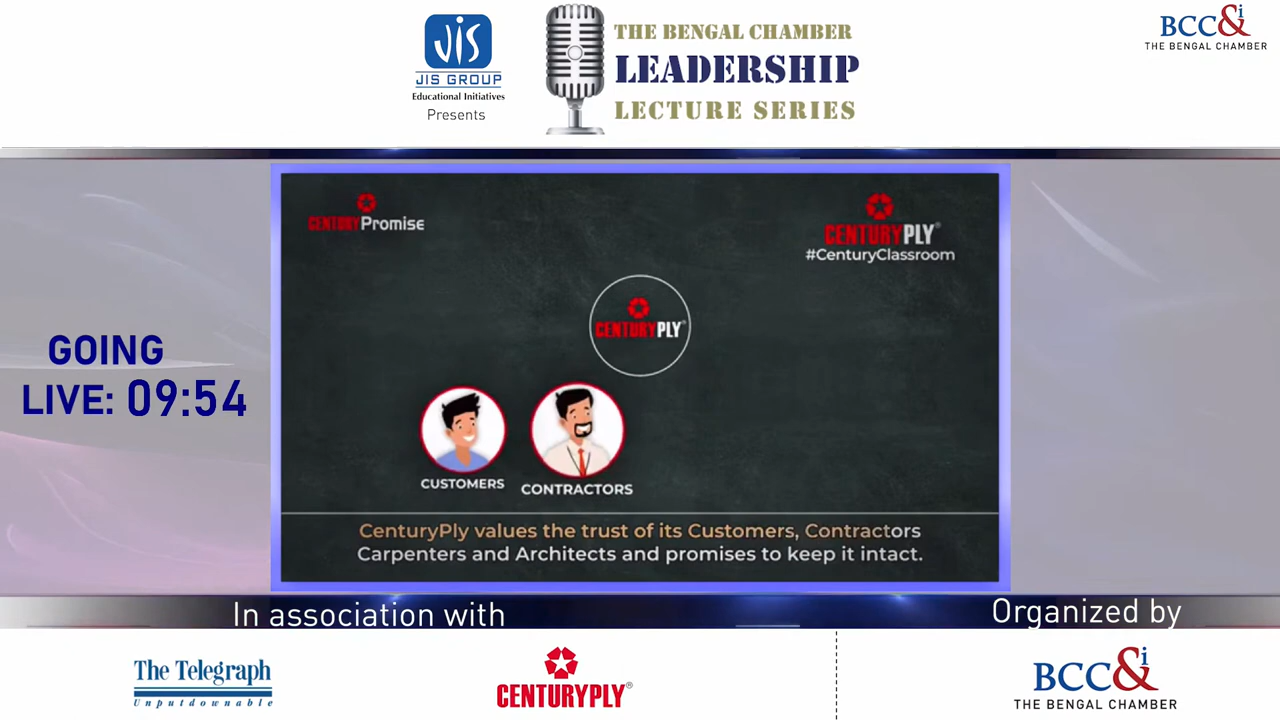 JIS
JIS GROUP
Educational Initiatives
Presents
THE BENGAL CHAMBER
LEADERSHIP
LECTURE SERIES
BCC&i
THE BENGAL CHAMBER
CENTURYPromise
CENTURYPLY®
#CenturyClassroom
CENTURYPLY®
GOING
LIVE: 09:54
CUSTOMERS
CONTRACTORS
CenturyPly values the trust of its Customers, Contractors
Carpenters and Architects and promises to keep it intact.
In association with
Organized by
The Telegraph
Unputdownable
CENTURYPLY®
BCC&i
THE BENGAL CHAMBER